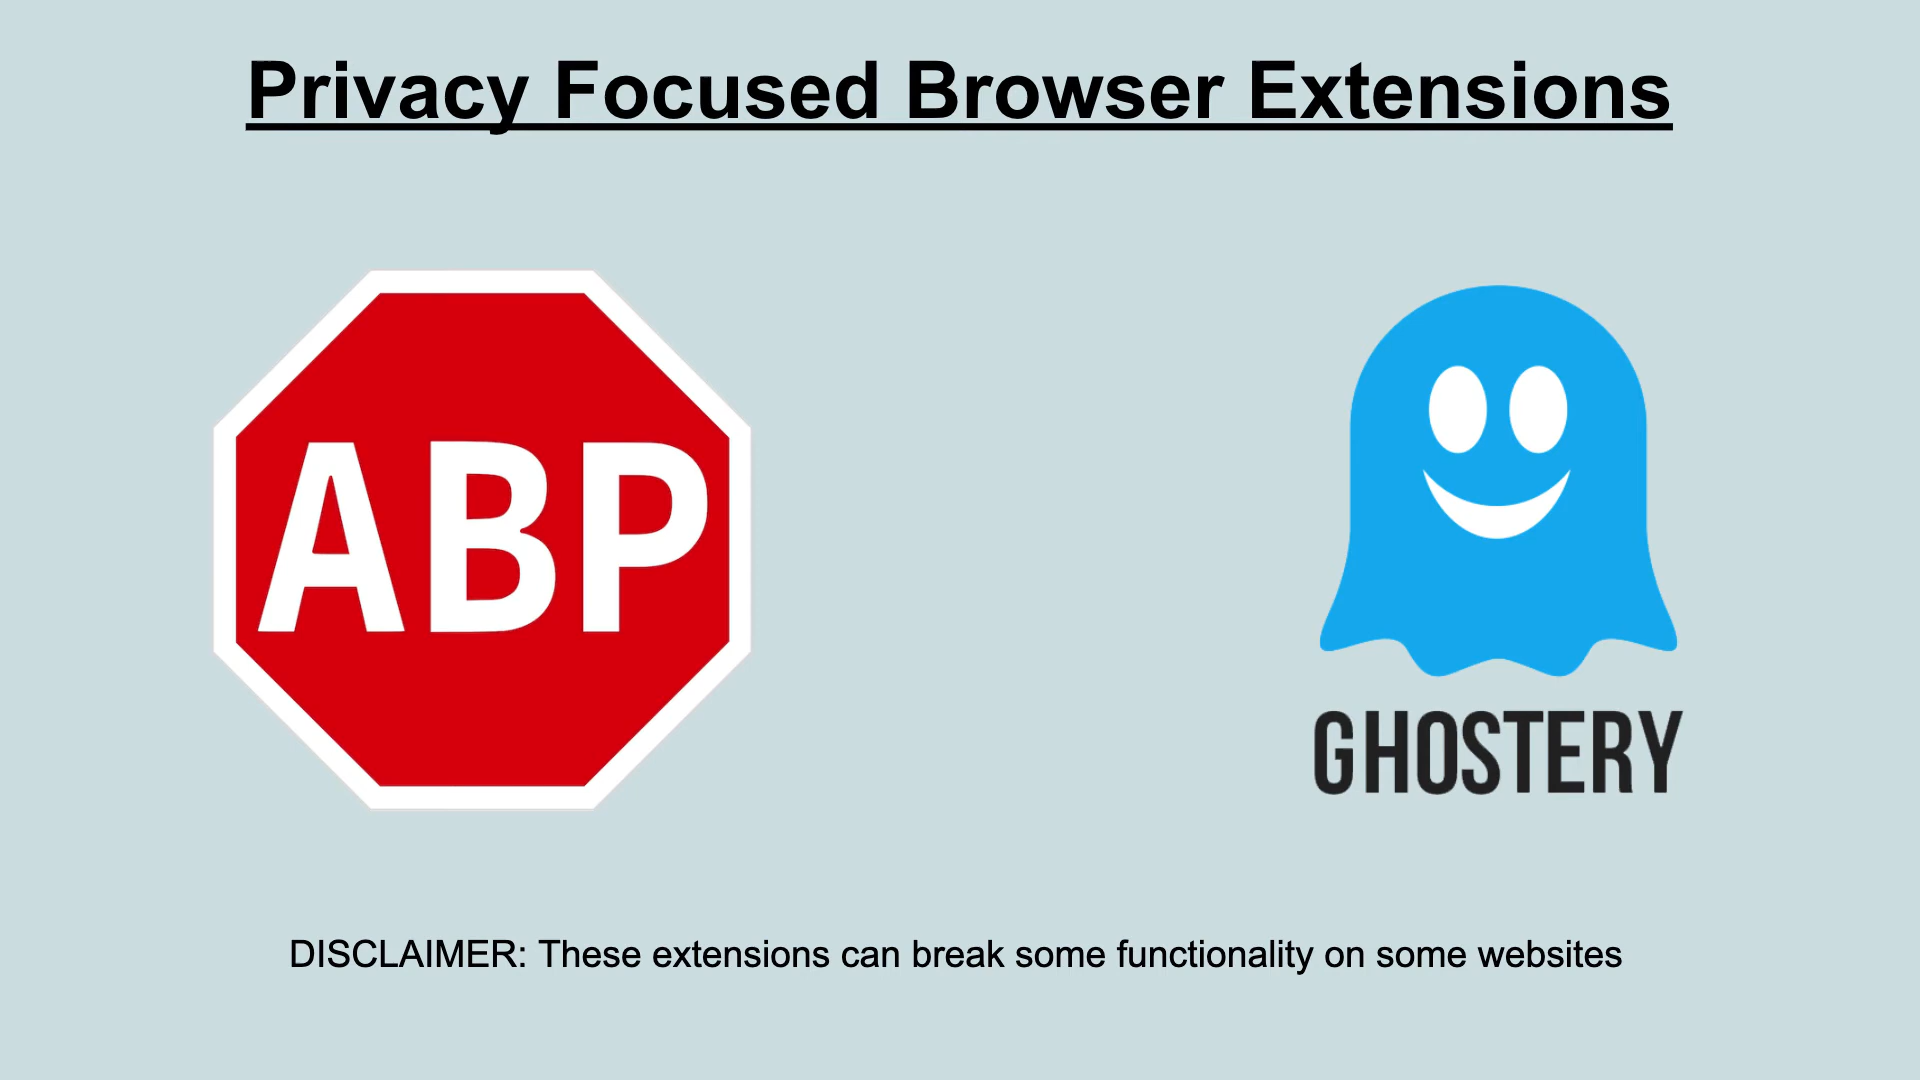 Privacy Focused Browser Extensions
ABP
GHOSTERY
DISCLAIMER: These extensions can break some functionality on some websites